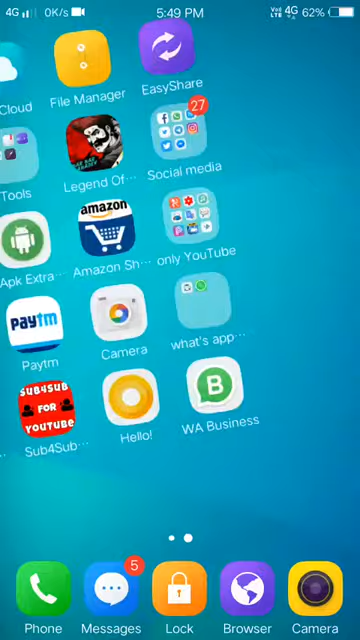 4G 0K/s 5:49 PM VoD LTE 4G 62%
Cloud File Manager EasyShare
27
Tools Legend Of··· Social media
amazon
Apk Extra··· Amazon Sh··· only YouTube
paytm
Paytm Camera what's app···
SUB4SUB
FOR
YOUTUBE
B
Sub4Sub··· Hello! WA Business
5
Phone Messages Lock Browser Camera